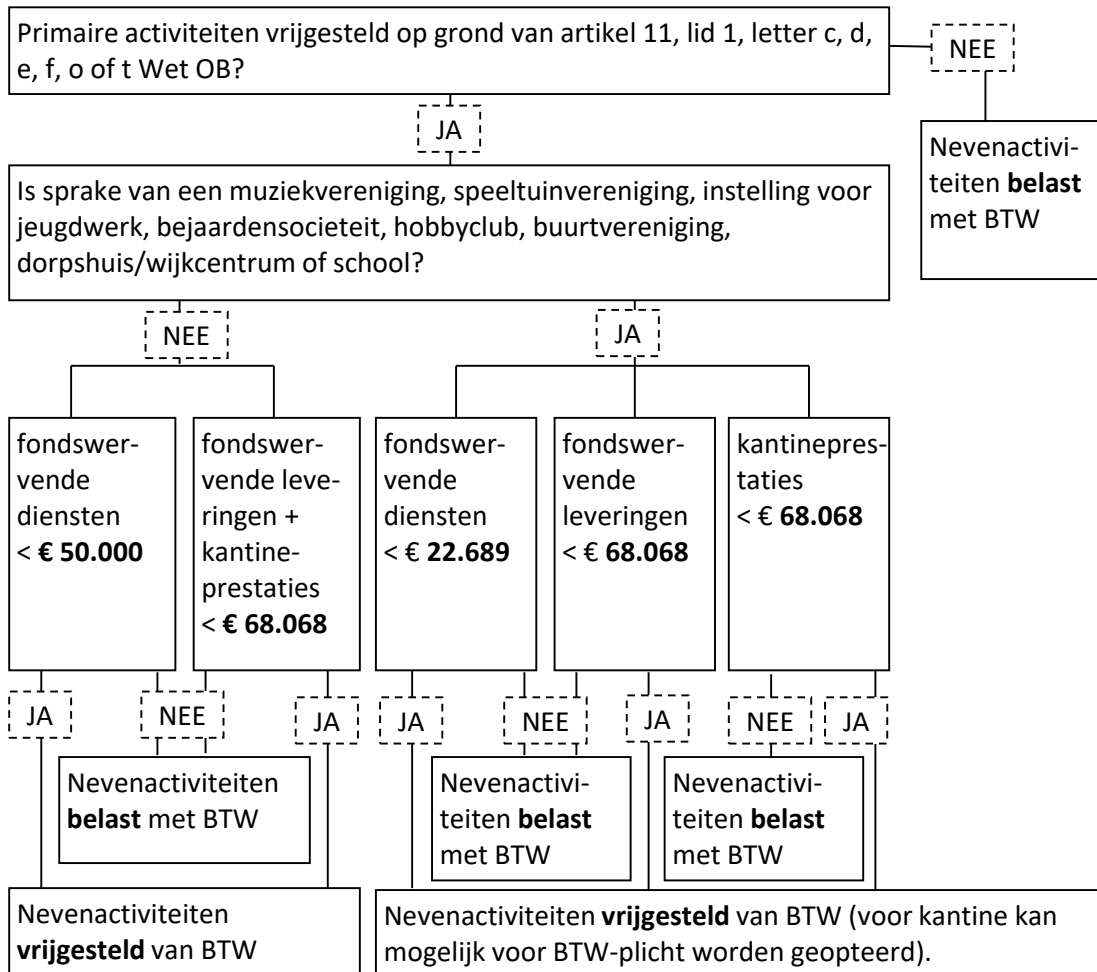 Primaire activiteiten vrijgesteld op grond van artikel 11, lid 1, letter c, d,
e, f, o of t Wet OB?
NEE
JA
Nevenactivi-
teiten belast
met BTW
Is sprake van een muziekvereniging, speeltuinvereniging, instelling voor
jeugdwerk, bejaardensocieteit, hobbyclub, buurtvereniging,
dorpshuis/wijkcentrum of school?
NEE
JA
fondswer-
vende
diensten
< € 50.000
fondswer-
vende leve-
ringen +
kantine-
prestaties
< € 68.068
fondswer-
vende
diensten
< € 22.689
fondswer-
vende
leveringen
< € 68.068
kantinepres-
taties
< € 68.068
JA
NEE
JA
JA
NEE
JA
NEE
JA
Nevenactiviteiten
belast met BTW
Nevenactivi-
teiten belast
met BTW
Nevenactivi-
teiten belast
met BTW
Nevenactiviteiten
vrijgesteld van BTW
Nevenactiviteiten vrijgesteld van BTW (voor kantine kan
mogelijk voor BTW-plicht worden geopteerd).